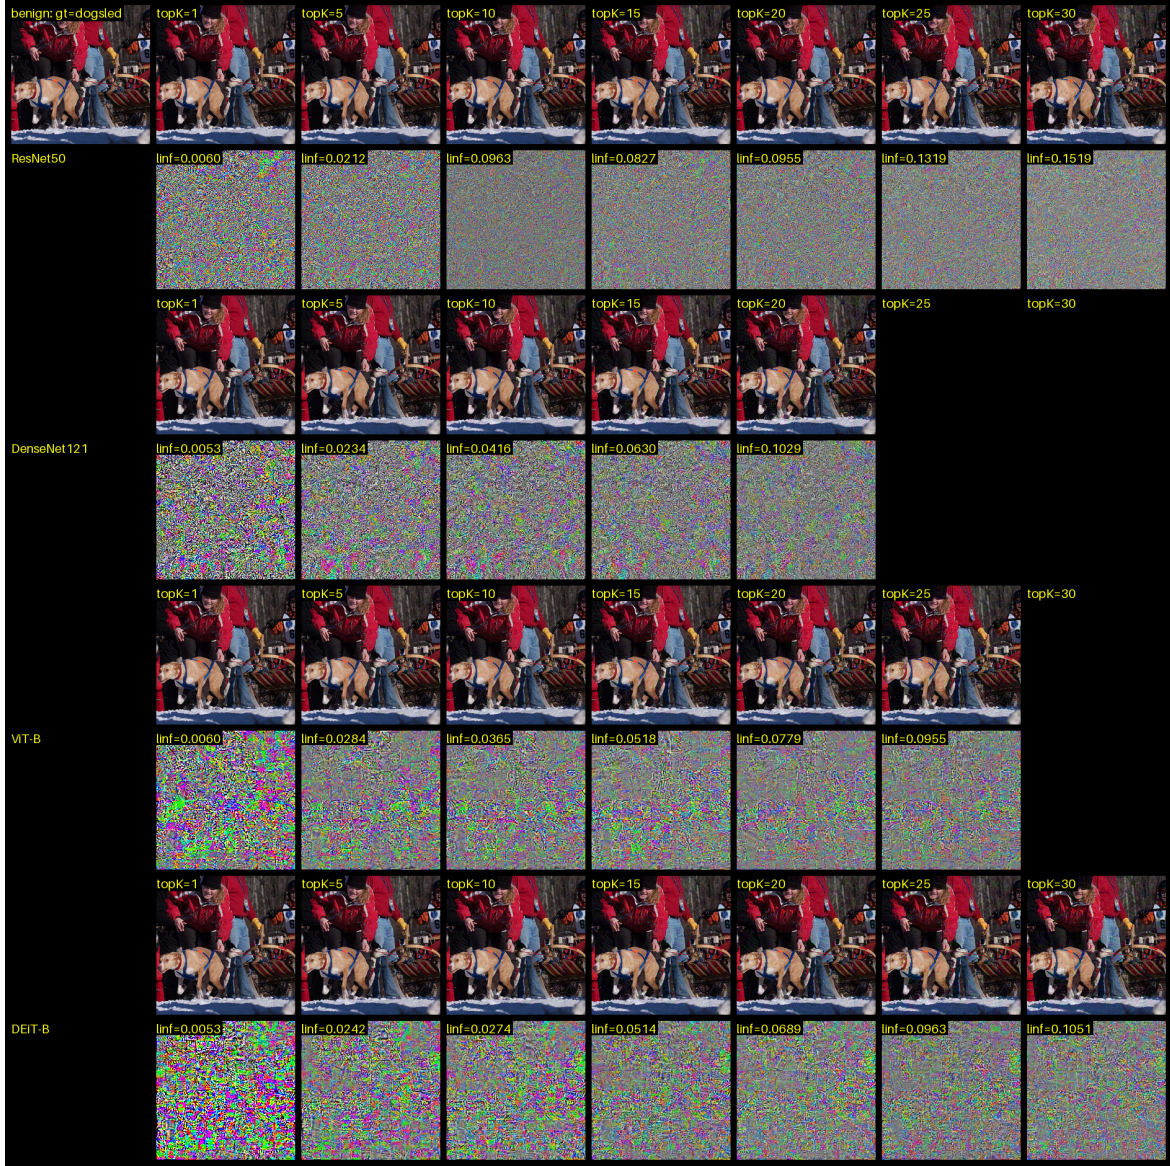 benign: gt=dogsled topK=1 topK=5 topK=10 topK=15 topK=20 topK=25 topK=30
ResNet50 linf=0.0060 linf=0.0212 linf=0.0963 linf=0.0827 linf=0.0955 linf=0.1319 linf=0.1519
topK=1 topK=5 topK=10 topK=15 topK=20 topK=25 topK=30
DenseNet121 linf=0.0053 linf=0.0234 linf=0.0416 linf=0.0630 linf=0.1029
topK=1 topK=5 topK=10 topK=15 topK=20 topK=25 topK=30
ViT-B linf=0.0060 linf=0.0284 linf=0.0365 linf=0.0518 linf=0.0779 linf=0.0955
topK=1 topK=5 topK=10 topK=15 topK=20 topK=25 topK=30
DEiT-B linf=0.0053 linf=0.0242 linf=0.0274 linf=0.0514 linf=0.0689 linf=0.0963 linf=0.1051